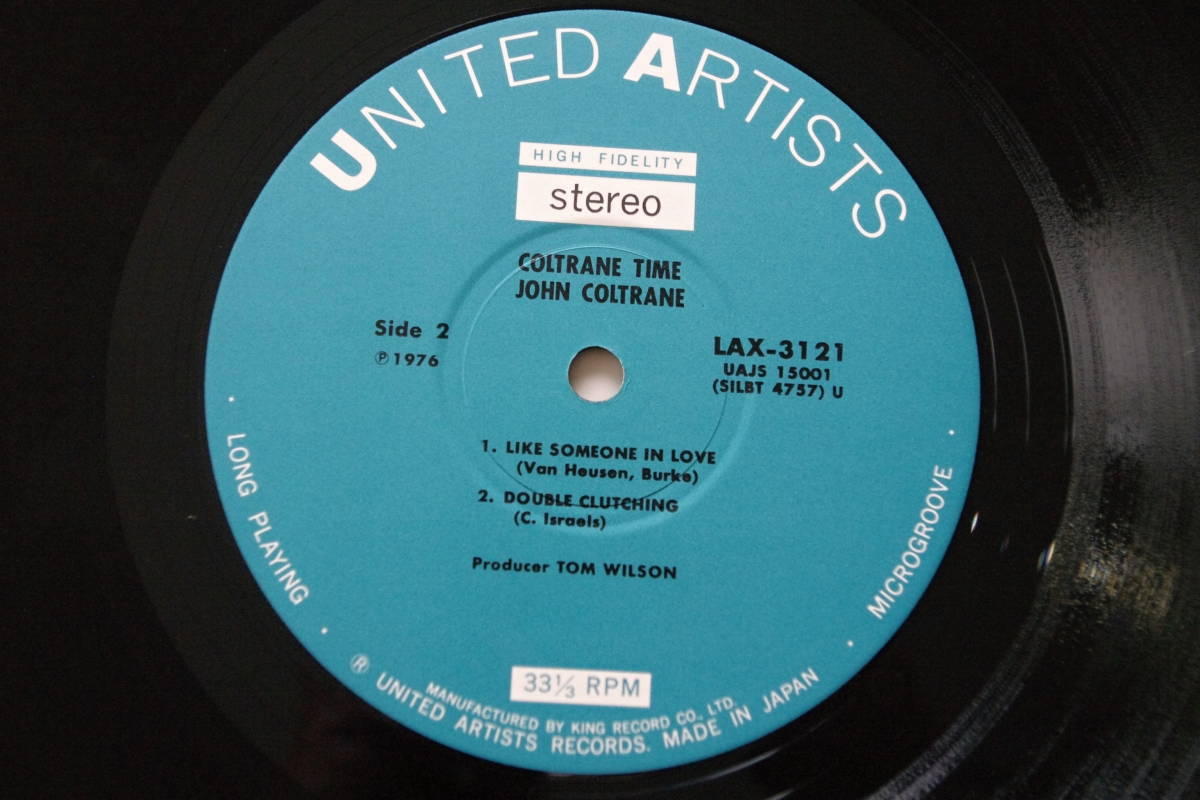 UNITED ARTISTS
HIGH FIDELITY
stereo
COLTRANE TIME
JOHN COLTRANE
Side 2
Ⓟ1976
LAX-3121
UAJS 15001
(SILBT 4757) U
1. LIKE SOMEONE IN LOVE
(Van Heusen, Burke)
2. DOUBLE CLUTCHING
(C. Israels)
Producer TOM WILSON
· LONG PLAYING ·
· MICROGROOVE ·
33⅓ RPM
MANUFACTURED BY KING RECORD CO., LTD.
® UNITED ARTISTS RECORDS. MADE IN JAPAN